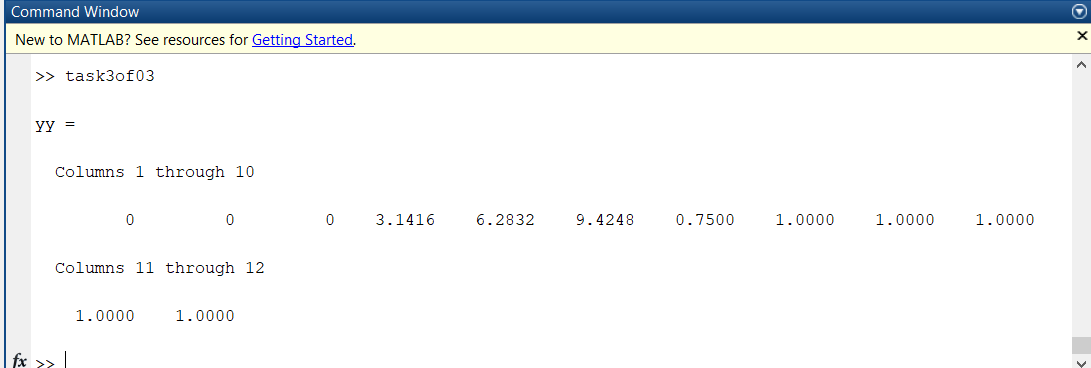 Command Window
New to MATLAB? See resources for Getting Started.
>> task3of03
yy =
Columns 1 through 10
0 0 0 3.1416 6.2832 9.4248 0.7500 1.0000 1.0000 1.0000
Columns 11 through 12
1.0000 1.0000
fx >>